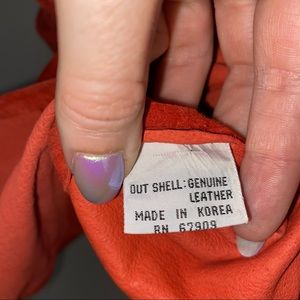 OUT SHELL: GENUINE
LEATHER
MADE IN KOREA
RN 67909